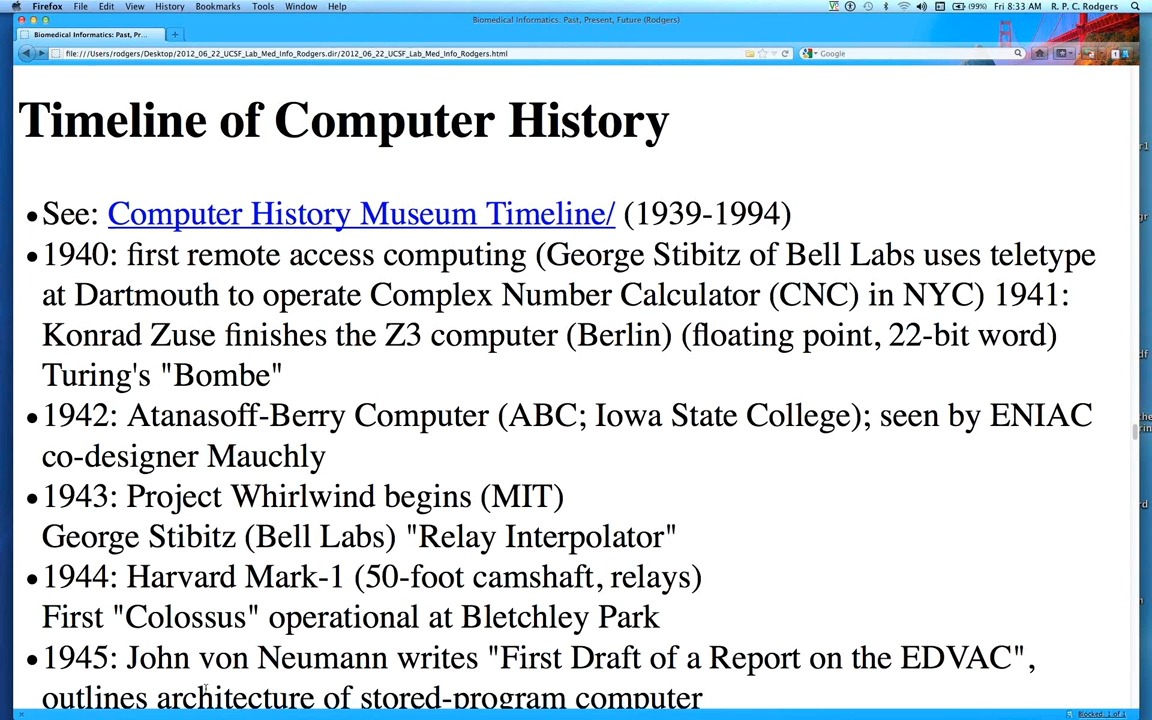 Firefox File Edit View History Bookmarks Tools Window Help (99%) Fri 8:33 AM R. P. C. Rodgers
Biomedical Informatics: Past, Present, Future (Rodgers)
Biomedical Informatics: Past, Pr...
file:///Users/rodgers/Desktop/2012_06_22_UCSF_Lab_Med_Info_Rodgers.dir/2012_06_22_UCSF_Lab_Med_Info_Rodgers.html Google
Timeline of Computer History
• See: Computer History Museum Timeline/ (1939-1994)
• 1940: first remote access computing (George Stibitz of Bell Labs uses teletype
at Dartmouth to operate Complex Number Calculator (CNC) in NYC) 1941:
Konrad Zuse finishes the Z3 computer (Berlin) (floating point, 22-bit word)
Turing's "Bombe"
• 1942: Atanasoff-Berry Computer (ABC; Iowa State College); seen by ENIAC
co-designer Mauchly
• 1943: Project Whirlwind begins (MIT)
George Stibitz (Bell Labs) "Relay Interpolator"
• 1944: Harvard Mark-1 (50-foot camshaft, relays)
First "Colossus" operational at Bletchley Park
• 1945: John von Neumann writes "First Draft of a Report on the EDVAC",
outlines architecture of stored-program computer
Blocked: 1 of 1